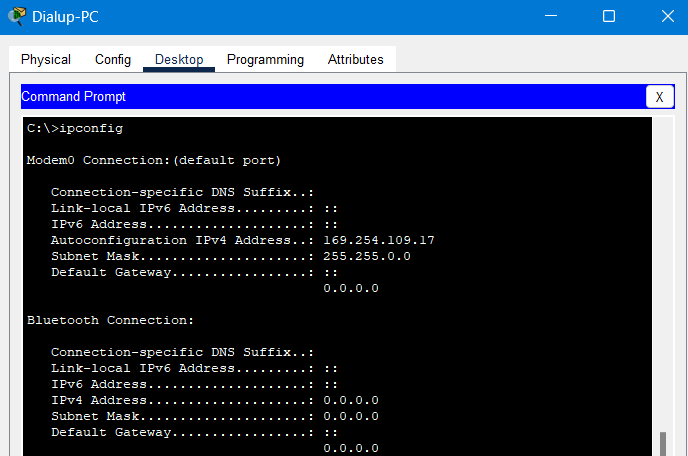 Dialup-PC
Physical Config Desktop Programming Attributes
Command Prompt X
C:\>ipconfig
Modem0 Connection:(default port)
Connection-specific DNS Suffix..:
Link-local IPv6 Address.........: ::
IPv6 Address....................: ::
Autoconfiguration IPv4 Address..: 169.254.109.17
Subnet Mask.....................: 255.255.0.0
Default Gateway.................: ::
0.0.0.0
Bluetooth Connection:
Connection-specific DNS Suffix..:
Link-local IPv6 Address.........: ::
IPv6 Address....................: ::
IPv4 Address....................: 0.0.0.0
Subnet Mask.....................: 0.0.0.0
Default Gateway.................: ::
0.0.0.0